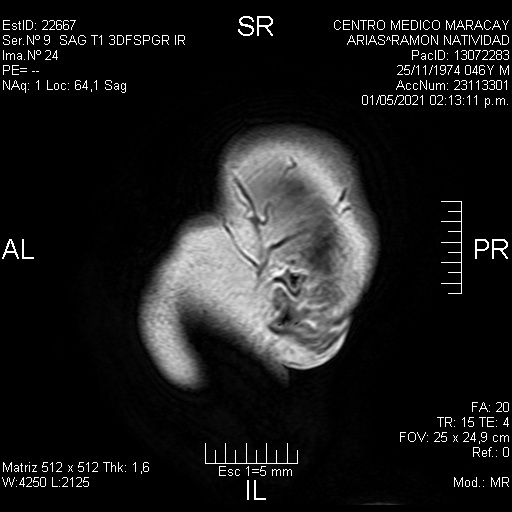 EstID: 22667
Ser.Nº 9 SAG T1 3DFSPGR IR
Ima.Nº 24
PE= --
NAq: 1 Loc: 64,1 Sag
SR
CENTRO MEDICO MARACAY
ARIAS^RAMON NATIVIDAD
PacID: 13072283
25/11/1974 046Y M
AccNum: 23113301
01/05/2021 02:13:11 p.m.
AL
PR
Matriz 512 x 512 Thk: 1,6
W:4250 L:2125
Esc 1=5 mm
IL
FA: 20
TR: 15 TE: 4
FOV: 25 x 24,9 cm
Ref.: 0
Mod.: MR